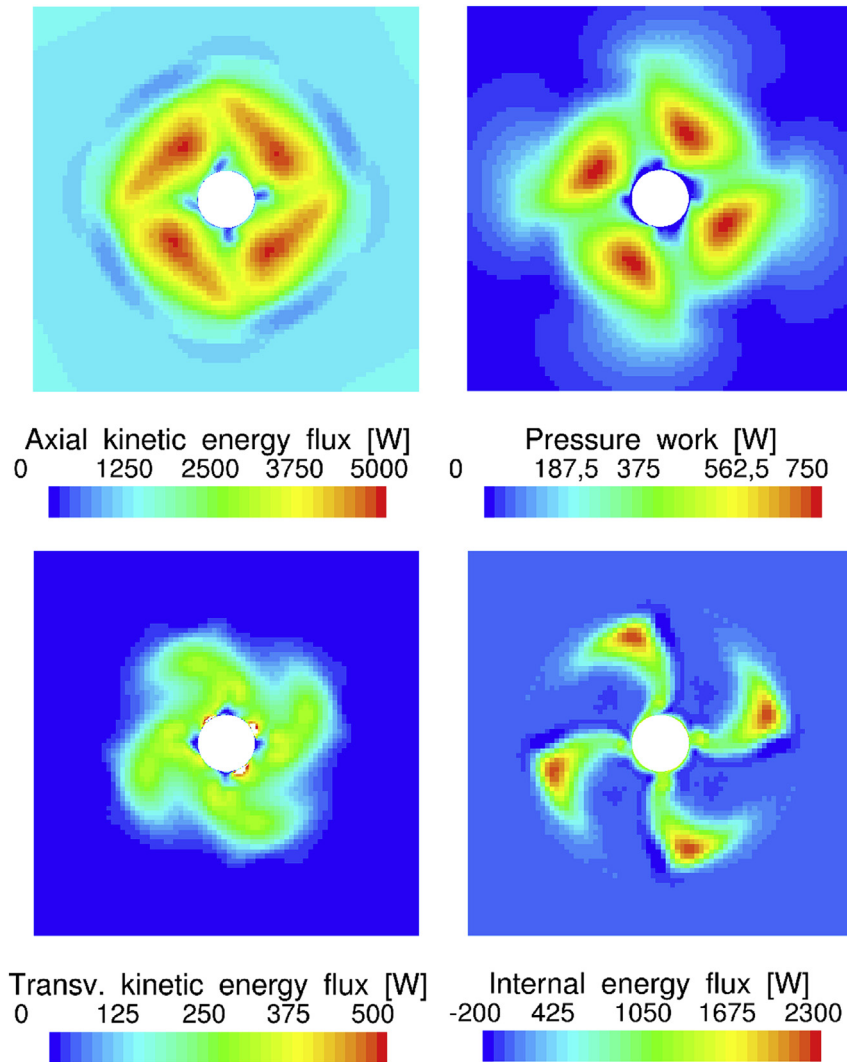 Axial kinetic energy flux [W]
0 1250 2500 3750 5000
Pressure work [W]
0 187,5 375 562,5 750
Transv. kinetic energy flux [W]
0 125 250 375 500
Internal energy flux [W]
-200 425 1050 1675 2300